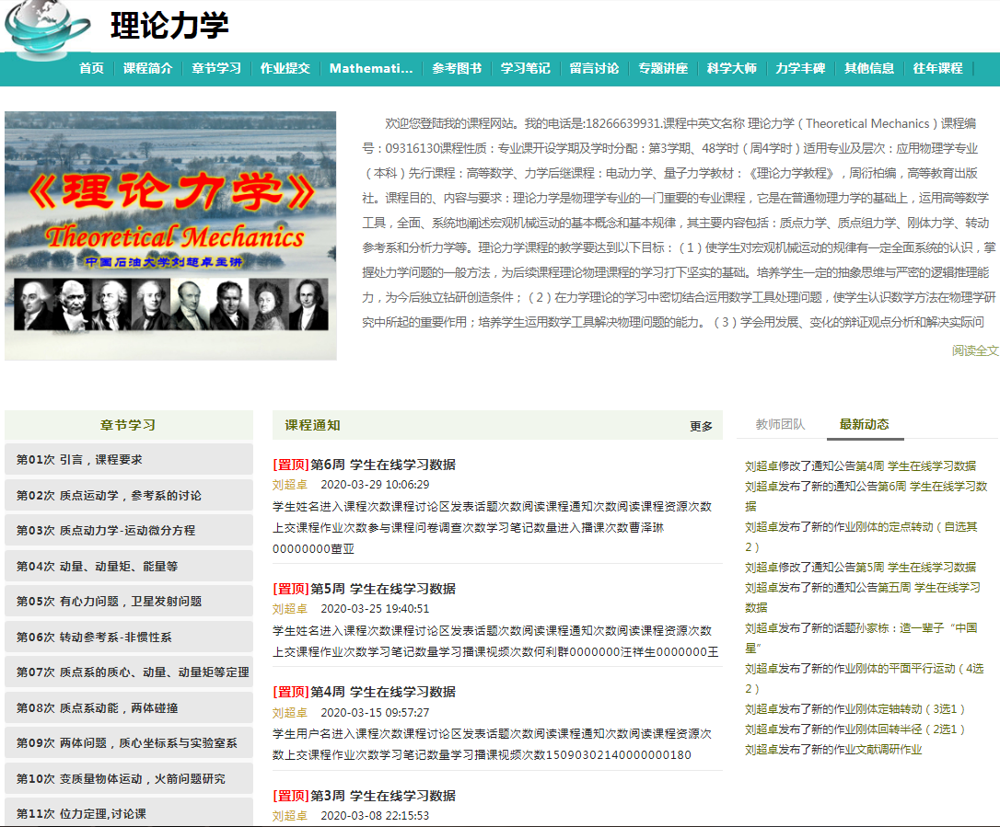 理论力学
首页 课程简介 章节学习 作业提交 Mathemati... 参考图书 学习笔记 留言讨论 专题讲座 科学大师 力学丰碑 其他信息 往年课程
《理论力学》
Theoretical Mechanics
中国石油大学刘超卓主讲
欢迎您登陆我的课程网站。我的电话是:18266639931.课程中英文名称 理论力学（Theoretical Mechanics）课程编
号：09316130课程性质：专业课开设学期及学时分配：第3学期、48学时（周4学时）适用专业及层次：应用物理学专业
（本科）先行课程：高等数学、力学后继课程：电动力学、量子力学教材：《理论力学教程》，周衍柏编，高等教育出版
社。课程目的、内容与要求：理论力学是物理学专业的一门重要的专业课程，它是在普通物理力学的基础上，运用高等数学
工具，全面、系统地阐述宏观机械运动的基本概念和基本规律，其主要内容包括：质点力学、质点组力学、刚体力学、转动
参考系和分析力学等。理论力学课程的教学要达到以下目标：（1）使学生对宏观机械运动的规律有一定全面系统的认识，掌
握处力学问题的一般方法，为后续课程理论物理课程的学习打下坚实的基础。培养学生一定的抽象思维与严密的逻辑推理能
力，为今后独立钻研创造条件；（2）在力学理论的学习中密切结合运用数学工具处理问题，使学生认识数学方法在物理学研
究中所起的重要作用；培养学生运用数学工具解决物理问题的能力。（3）学会用发展、变化的辩证观点分析和解决实际问
阅读全文
章节学习
第01次 引言，课程要求
第02次 质点运动学，参考系的讨论
第03次 质点动力学-运动微分方程
第04次 动量、动量矩、能量等
第05次 有心力问题，卫星发射问题
第06次 转动参考系-非惯性系
第07次 质点系的质心、动量、动量矩等定理
第08次 质点系动能，两体碰撞
第09次 两体问题，质心坐标系与实验室系
第10次 变质量物体运动，火箭问题研究
第11次 位力定理,讨论课
课程通知 更多
[置顶]第6周 学生在线学习数据
刘超卓 2020-03-29 10:06:29
学生姓名进入课程次数课程讨论区发表话题次数阅读课程通知次数阅读课程资源次数
上交课程作业次数参与课程问卷调查次数学习笔记数量进入播课次数曹泽琳
00000000董亚
[置顶]第5周 学生在线学习数据
刘超卓 2020-03-25 19:40:51
学生姓名进入课程次数课程讨论区发表话题次数阅读课程通知次数阅读课程资源次数
上交课程作业次数学习笔记数量学习播课视频次数何利群0000000汪祥生0000000王
[置顶]第4周 学生在线学习数据
刘超卓 2020-03-15 09:57:27
学生用户名进入课程次数课程讨论区发表话题次数阅读课程通知次数阅读课程资源次
数上交课程作业次数学习笔记数量学习播课视频次数15090302140000000180
[置顶]第3周 学生在线学习数据
刘超卓 2020-03-08 22:15:53
教师团队 最新动态
刘超卓修改了通知公告第4周 学生在线学习数据
刘超卓发布了新的通知公告第6周 学生在线学习数
据
刘超卓发布了新的作业刚体的定点转动（自选其
2）
刘超卓修改了通知公告第5周 学生在线学习数据
刘超卓发布了新的通知公告第五周 学生在线学习
数据
刘超卓发布了新的话题孙家栋：造一辈子“中国
星”
刘超卓发布了新的作业刚体的平面平行运动（4选
2）
刘超卓发布了新的作业刚体定轴转动（3选1）
刘超卓发布了新的作业刚体回转半径（2选1）
刘超卓发布了新的作业文献调研作业